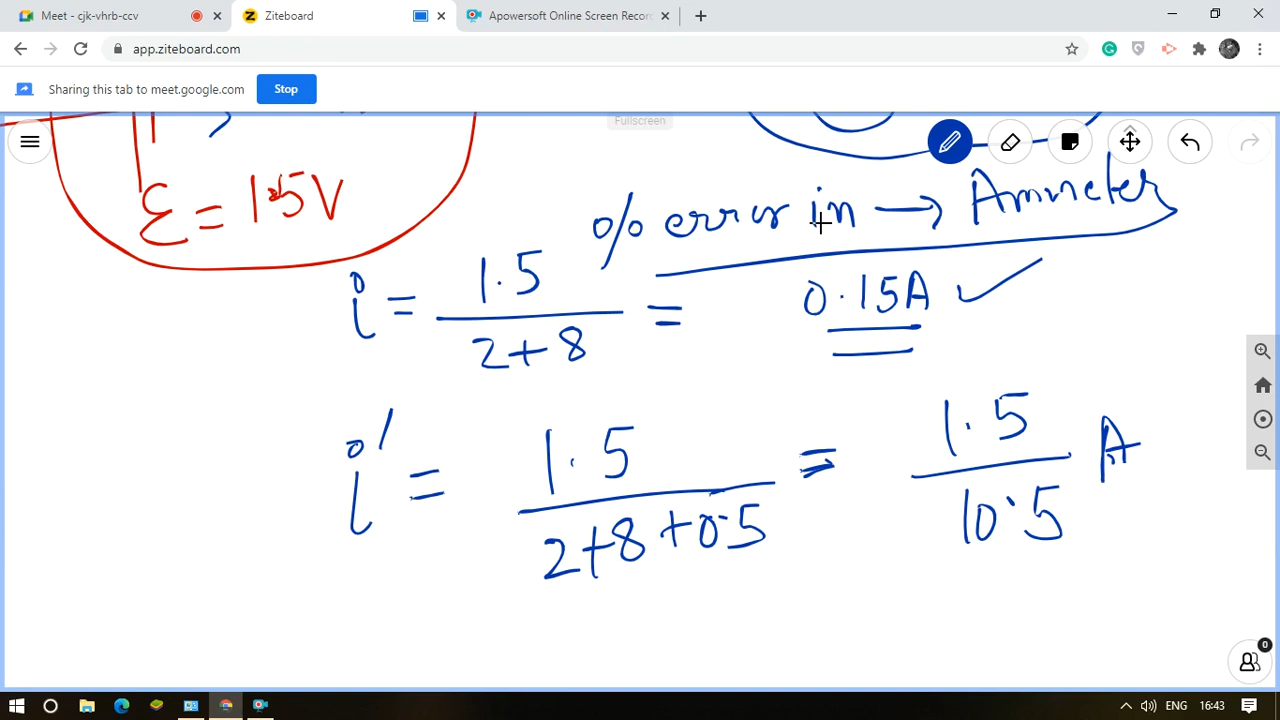 Meet - cjk-vhrb-ccv
Ziteboard
Apowersoft Online Screen Recor
app.ziteboard.com
Sharing this tab to meet.google.com
Stop
Fullscreen
ε = 1.5V
% error in → Ammeter
i = 1.5 / 2+8 = 0.15A ✓
i' = 1.5 / 2+8+0.5 = 1.5 / 10.5 A
0
ENG
16:43